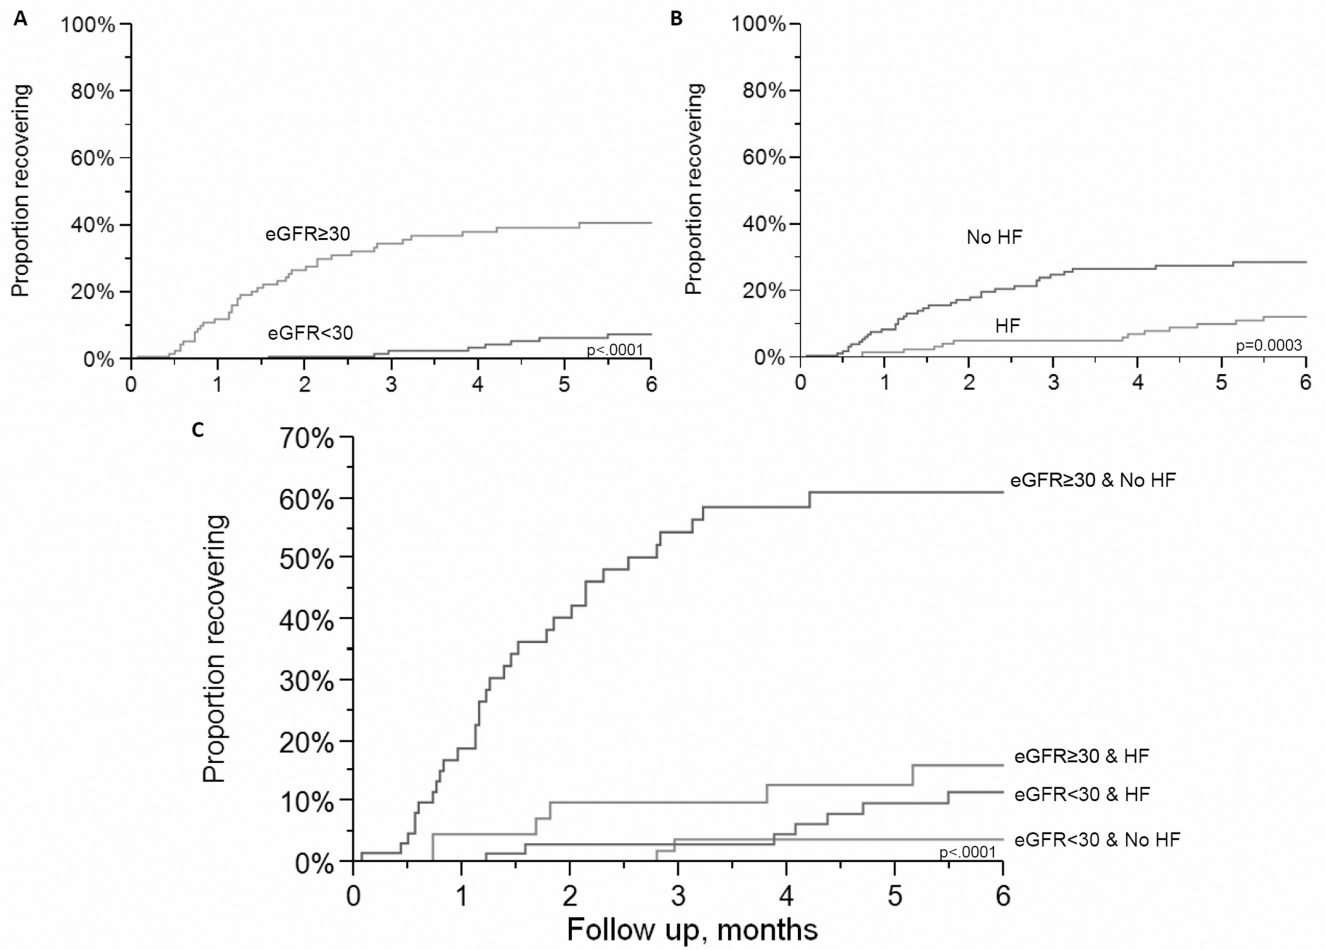 A
100%
80%
60%
40%
20%
0%
Proportion recovering
eGFR≥30
eGFR<30
p<.0001
0 1 2 3 4 5 6
B
100%
80%
60%
40%
20%
0%
Proportion recovering
No HF
HF
p=0.0003
0 1 2 3 4 5 6
C
70%
60%
50%
40%
30%
20%
10%
0%
Proportion recovering
eGFR≥30 & No HF
eGFR≥30 & HF
eGFR<30 & HF
eGFR<30 & No HF
p<.0001
0 1 2 3 4 5 6
Follow up, months